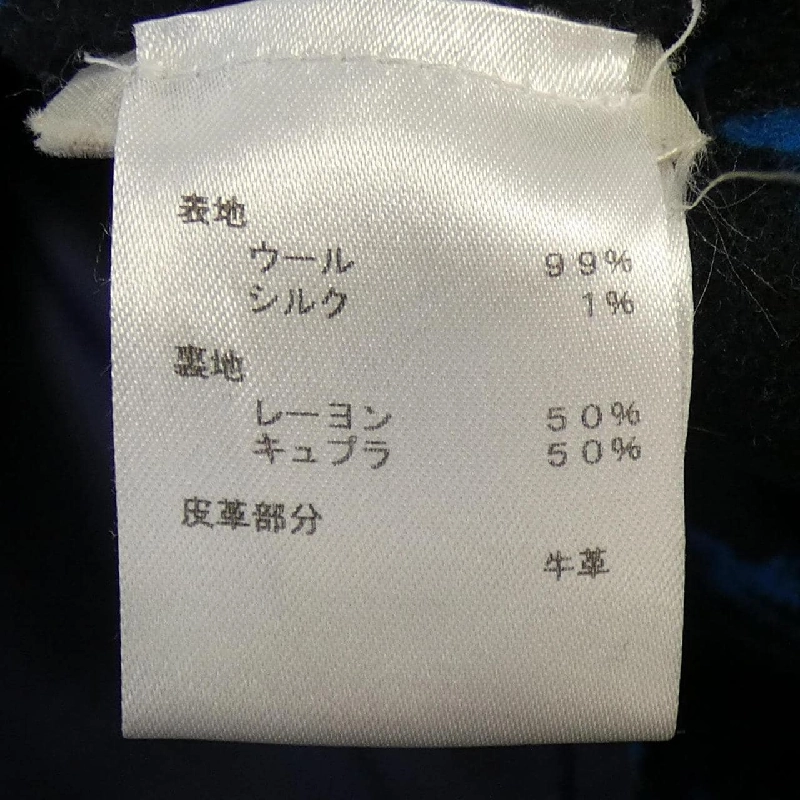 表地
ウール 99%
シルク 1%
裏地
レーヨン 50%
キュプラ 50%
皮革部分
牛革